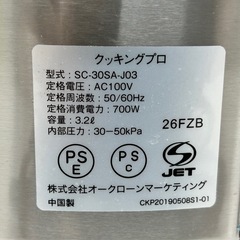 クッキングプロ
型式：SC-30SA-J03
定格電圧：AC100V
定格周波数：50/60Hz
定格消費電力：700W
容量：3.2ℓ
内部圧力：30−50kPa
26FZB
PS
E
PS
C
S
JET
株式会社オークローンマーケティング
中国製
CKP20190508S1-01